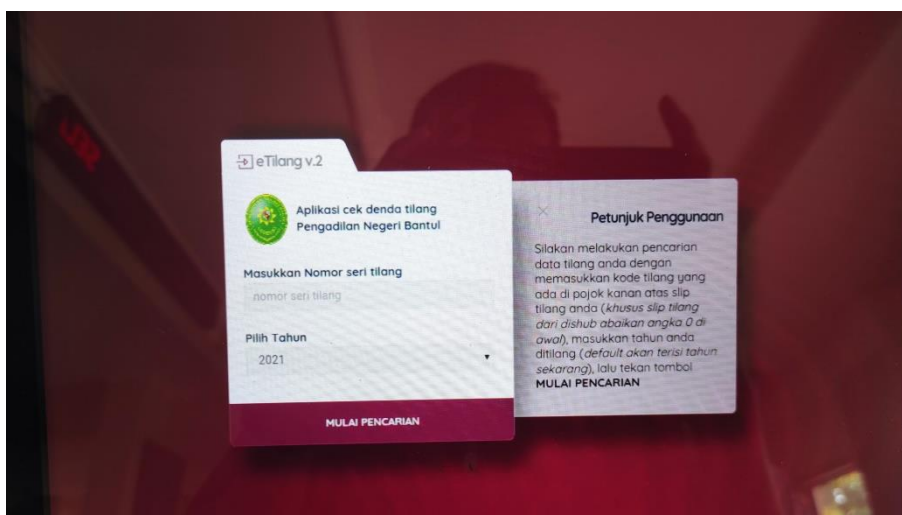 eTilang v.2
Aplikasi cek denda tilang
Pengadilan Negeri Bantul
Masukkan Nomor seri tilang
nomor seri tilang
Pilih Tahun
2021
MULAI PENCARIAN
Petunjuk Penggunaan
Silakan melakukan pencarian
data tilang anda dengan
memasukkan kode tilang yang
ada di pojok kanan atas slip
tilang anda (khusus slip tilang
dari dishub abaikan angka 0 di
awal), masukkan tahun anda
ditilang (default akan terisi tahun
sekarang), lalu tekan tombol
MULAI PENCARIAN